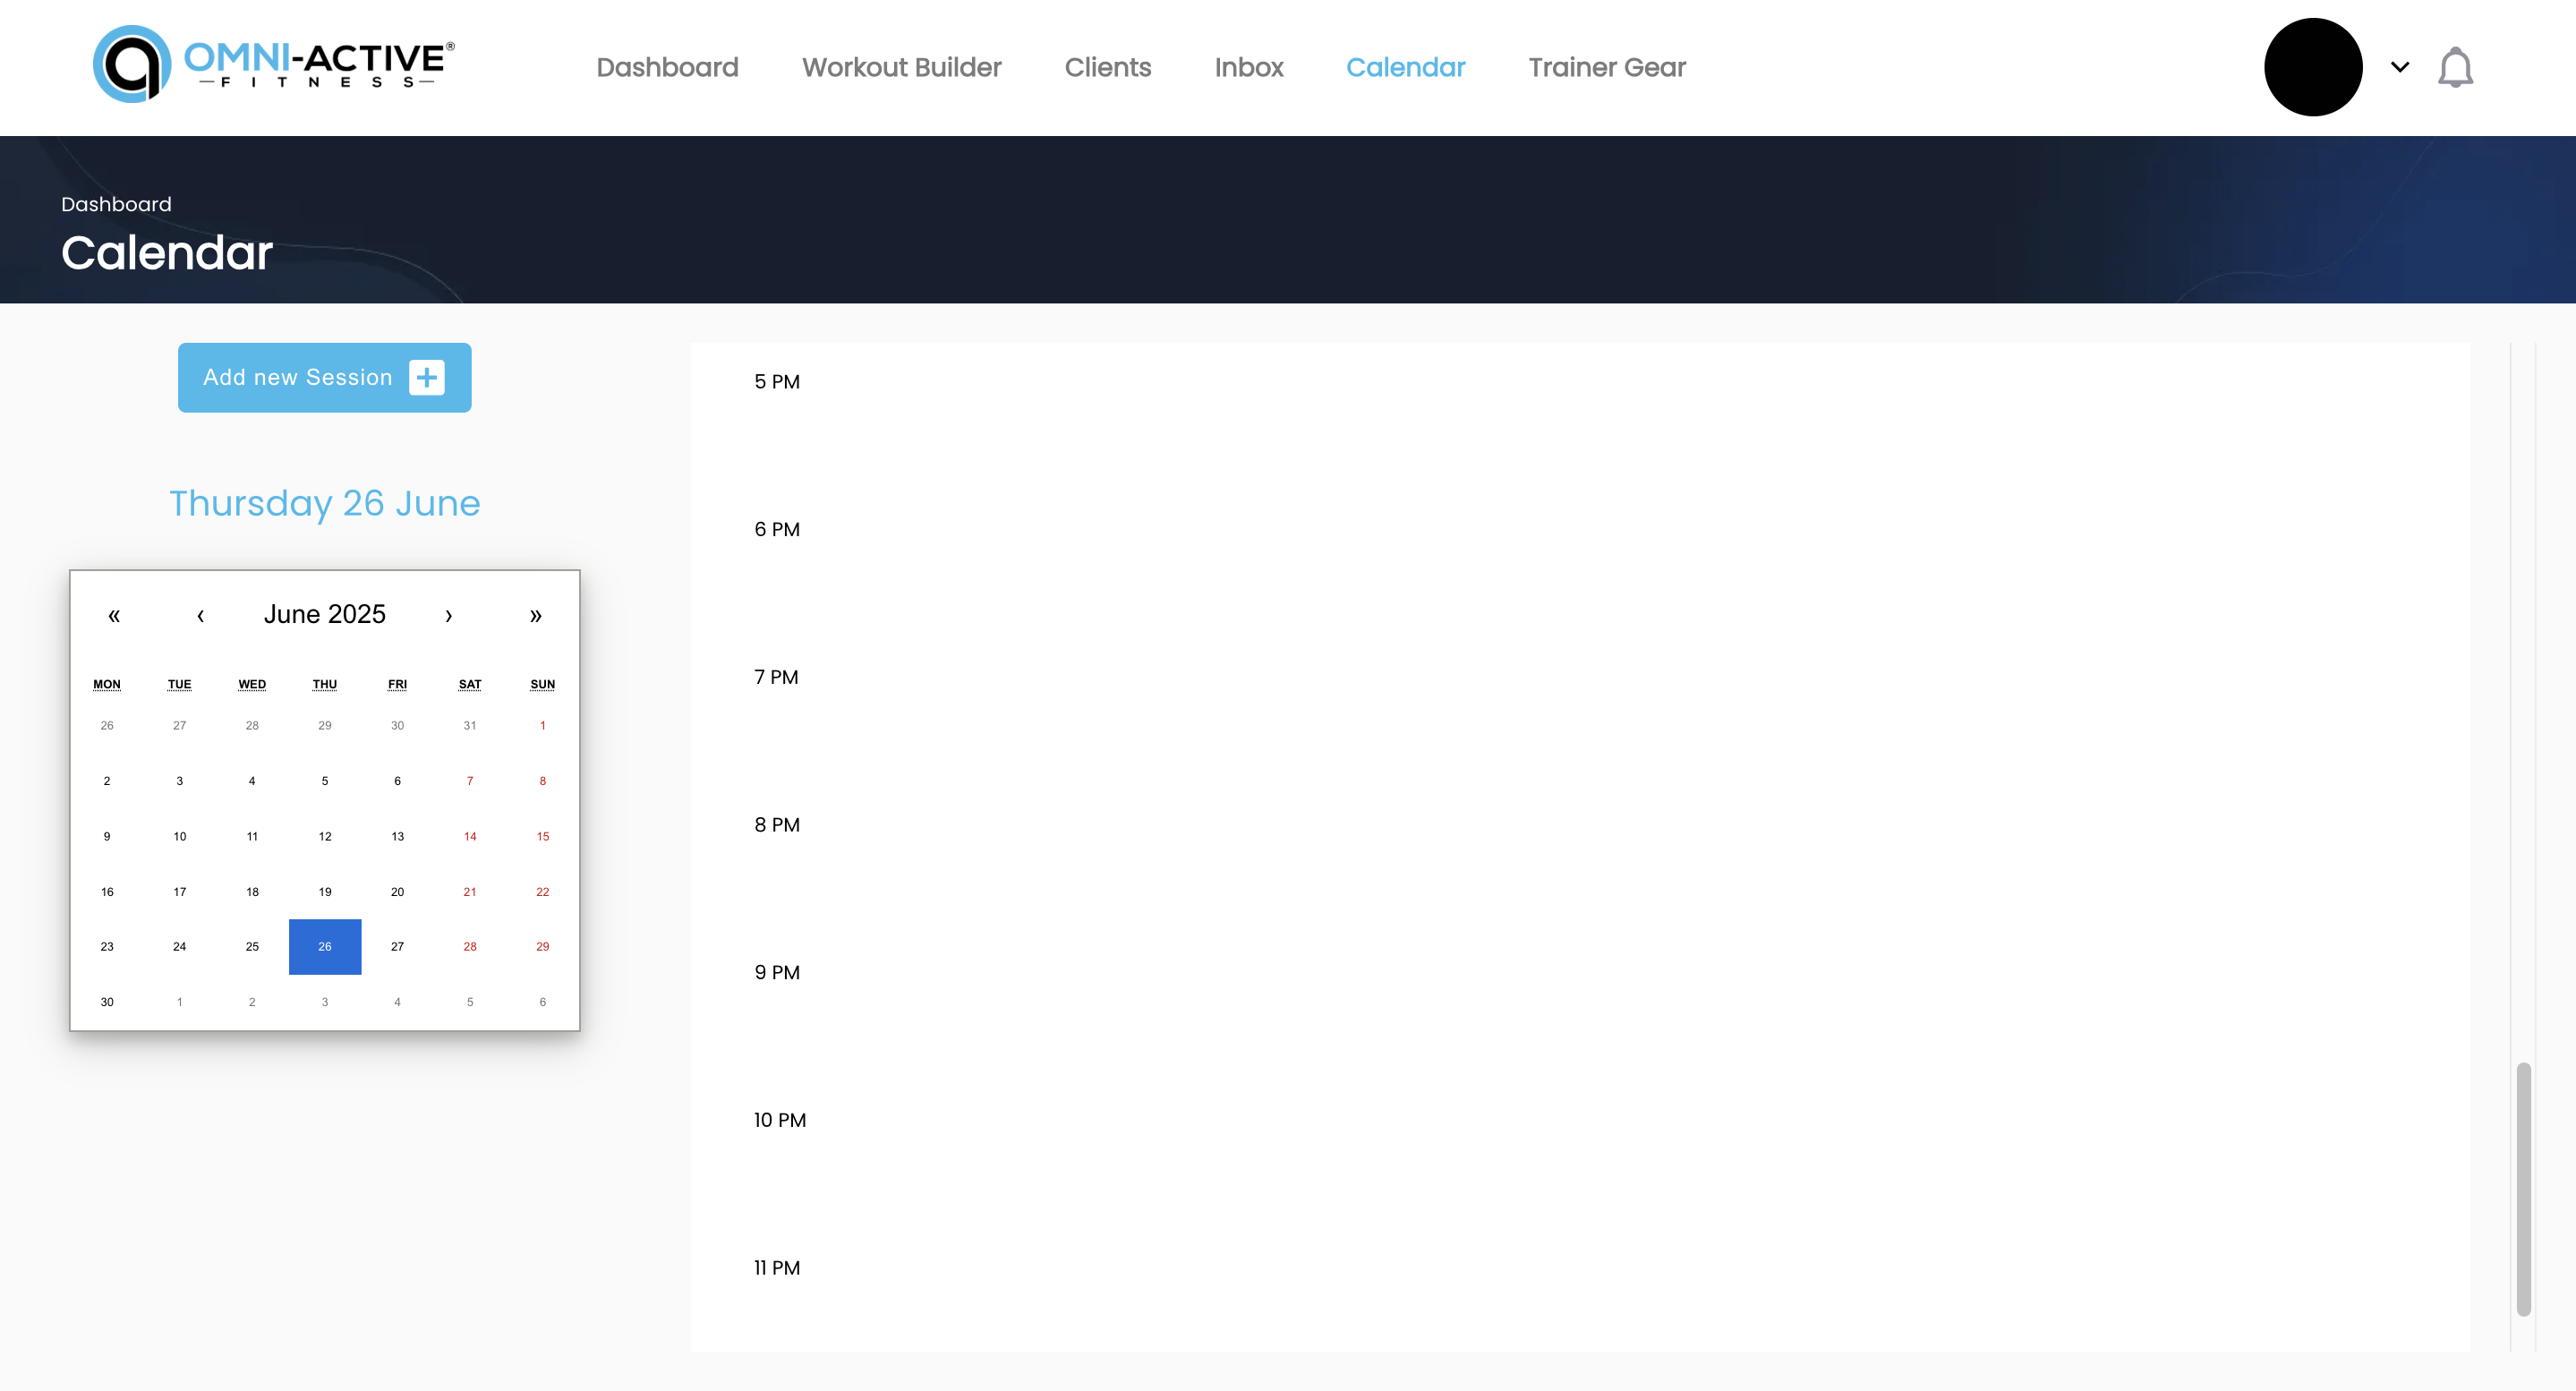 OMNI-ACTIVE®
FITNESS
Dashboard Workout Builder Clients Inbox Calendar Trainer Gear
Dashboard
Calendar
Add new Session
Thursday 26 June
« ‹ June 2025 › »
MON TUE WED THU FRI SAT SUN
26 27 28 29 30 31 1
2 3 4 5 6 7 8
9 10 11 12 13 14 15
16 17 18 19 20 21 22
23 24 25 26 27 28 29
30 1 2 3 4 5 6
5 PM
6 PM
7 PM
8 PM
9 PM
10 PM
11 PM